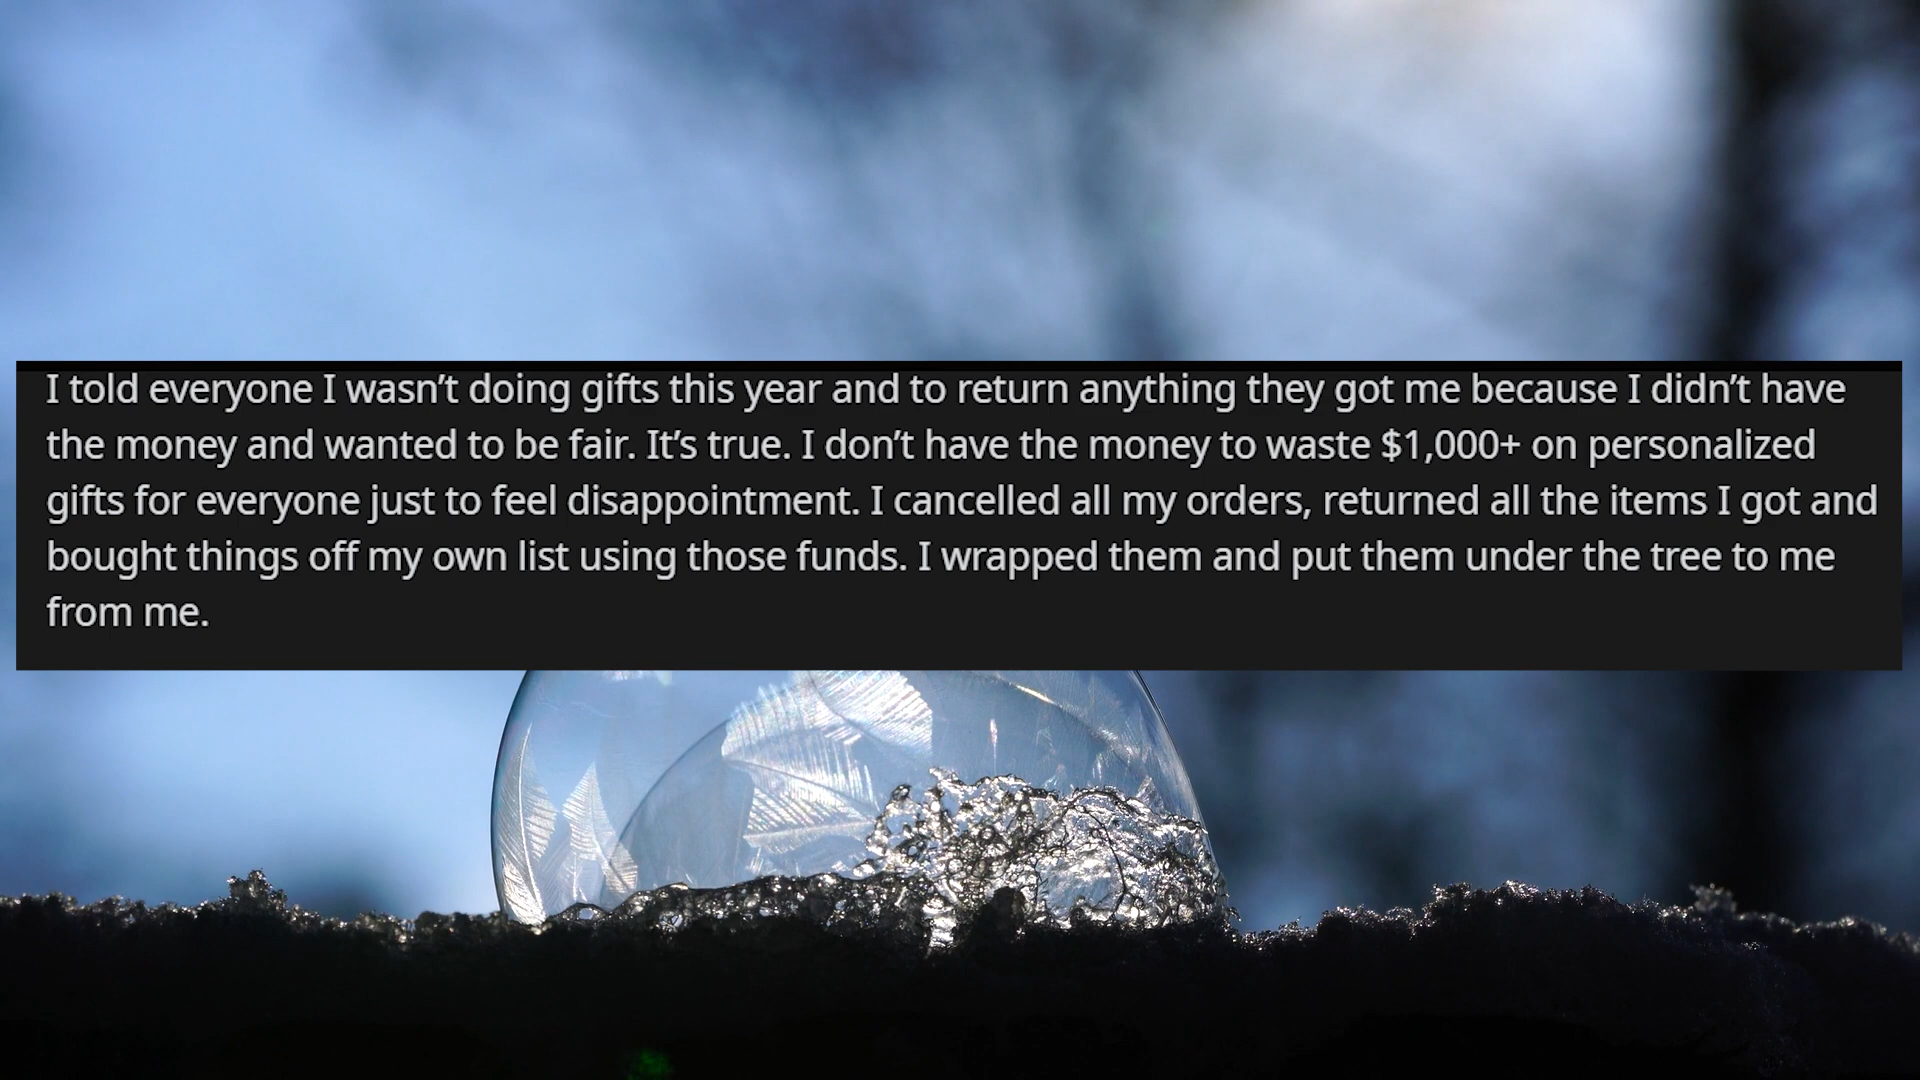 I told everyone I wasn’t doing gifts this year and to return anything they got me because I didn’t have
the money and wanted to be fair. It’s true. I don’t have the money to waste $1,000+ on personalized
gifts for everyone just to feel disappointment. I cancelled all my orders, returned all the items I got and
bought things off my own list using those funds. I wrapped them and put them under the tree to me
from me.